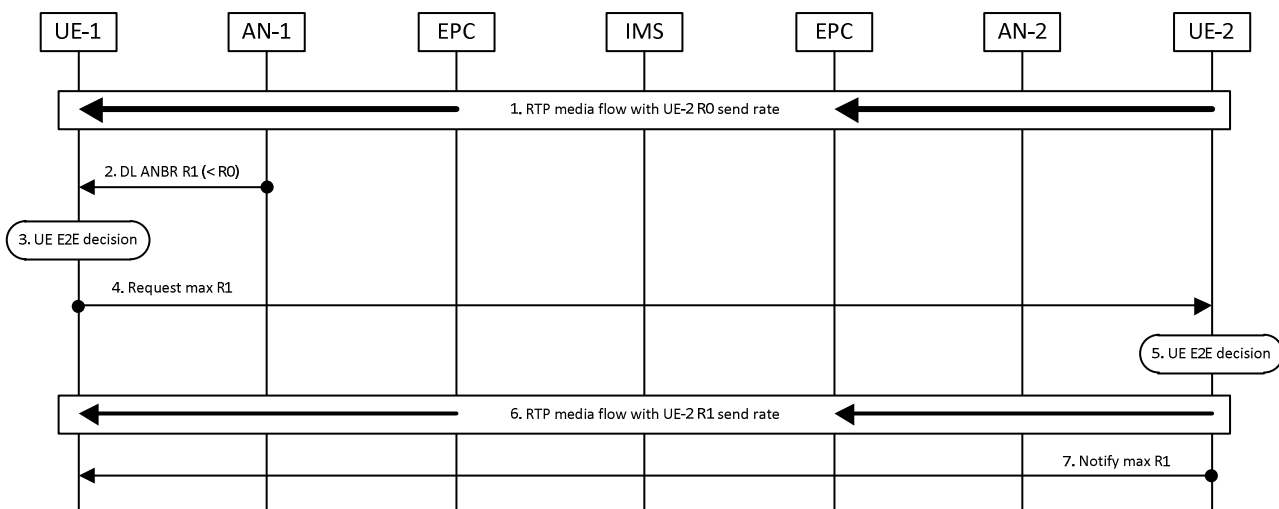 UE-1
AN-1
EPC
IMS
EPC
AN-2
UE-2
1. RTP media flow with UE-2 R0 send rate
2. DL ANBR R1 (< R0)
3. UE E2E decision
4. Request max R1
5. UE E2E decision
6. RTP media flow with UE-2 R1 send rate
7. Notify max R1